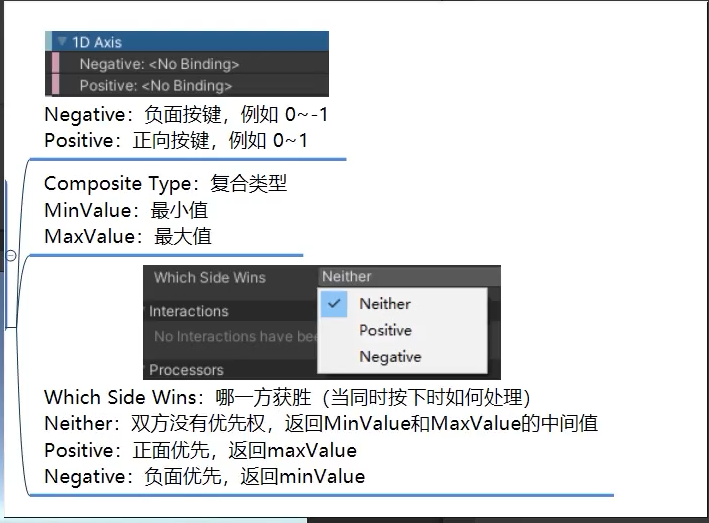 1D Axis
Negative: <No Binding>
Positive: <No Binding>
Negative：负面按键，例如 0~-1
Positive：正向按键，例如 0~1
Composite Type：复合类型
MinValue：最小值
MaxValue：最大值
Which Side Wins
Neither
Neither
Interactions
Positive
No Interactions have bee
Negative
Processors
Which Side Wins：哪一方获胜（当同时按下时如何处理）
Neither：双方没有优先权，返回MinValue和MaxValue的中间值
Positive：正面优先，返回maxValue
Negative：负面优先，返回minValue